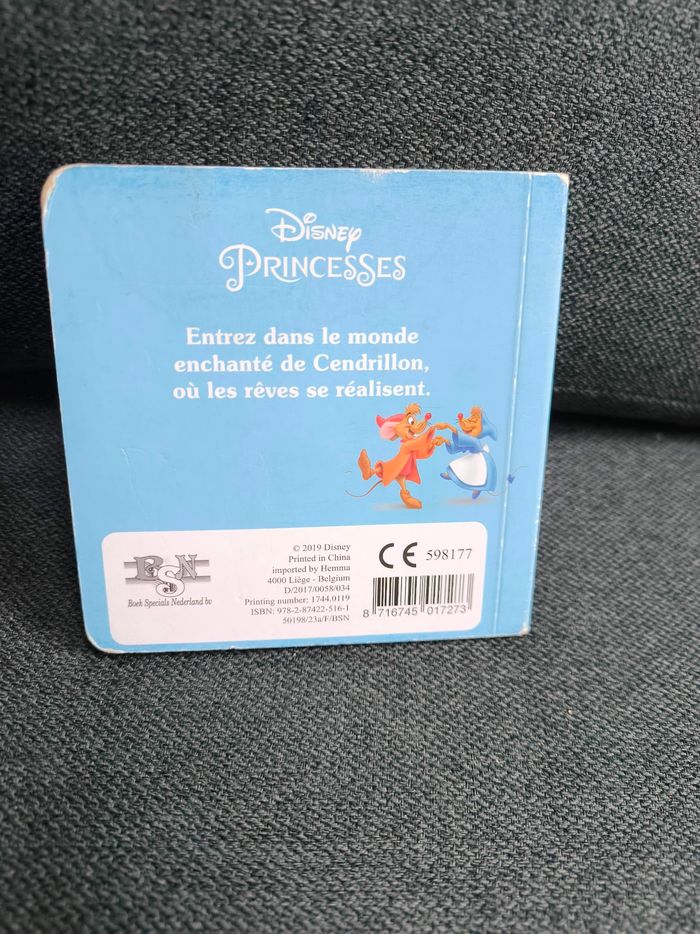 Disney
PRINCESSES
Entrez dans le monde
enchanté de Cendrillon,
où les rêves se réalisent.
BSN
Boek Specials Nederland bv
© 2019 Disney
Printed in China
imported by Hemma
4000 Liège - Belgium
D/2017/0058/034
Printing number: 1744.0119
ISBN: 978-2-87422-516-1
50198/23a/F/BSN
CE 598177
8 716745 017273